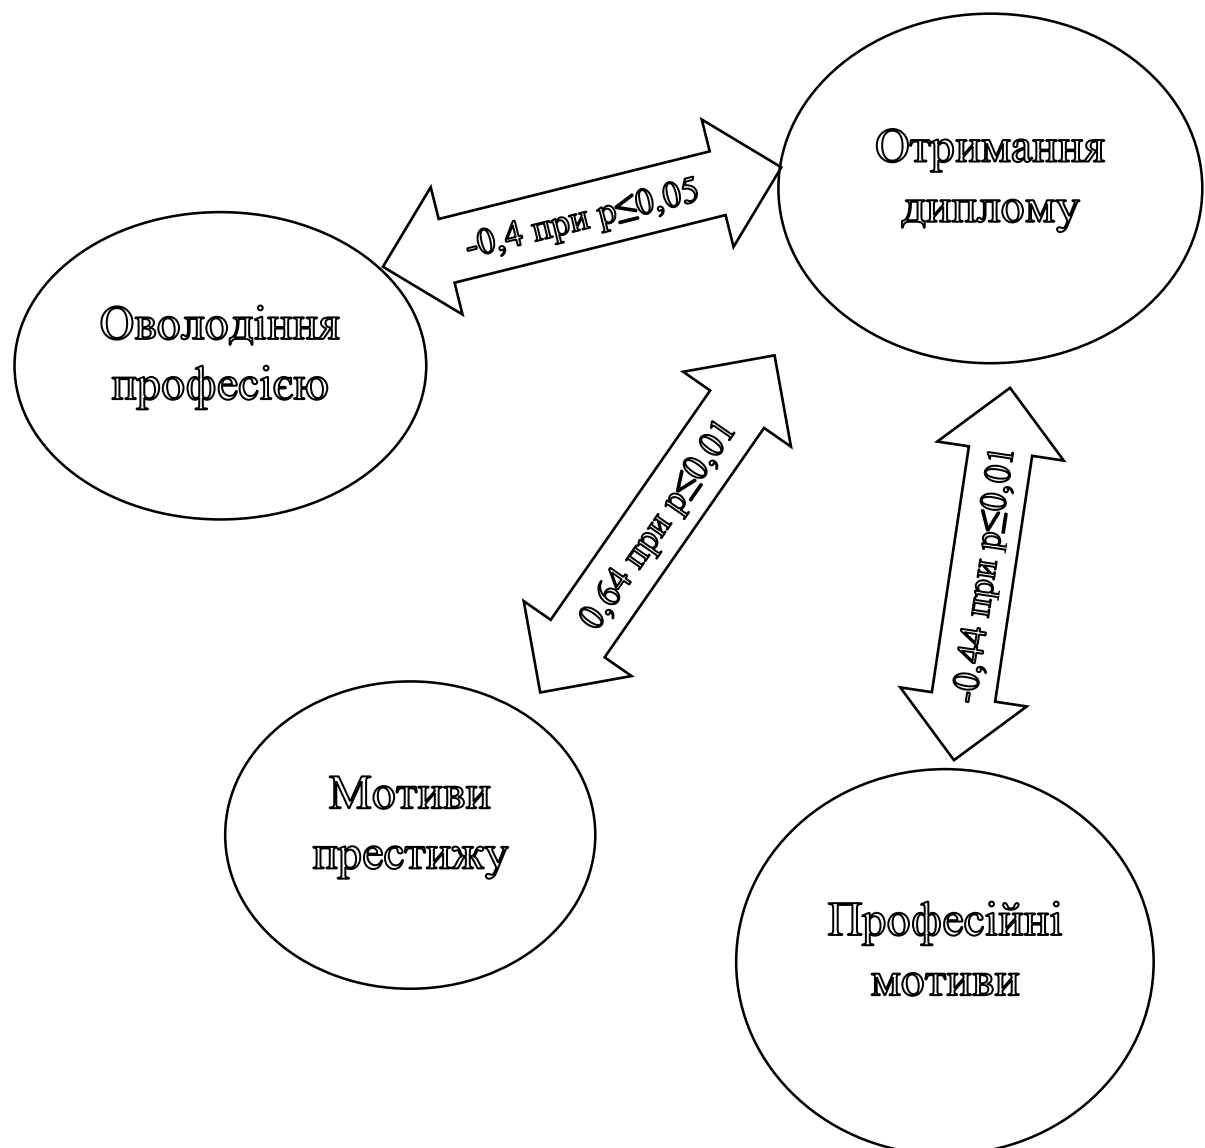 Отримання
диплому
-0,4 при p≤0,05
Оволодіння
професією
0,64 при p≤0,01
-0,44 при p≤0,01
Мотиви
престижу
Професійні
мотиви